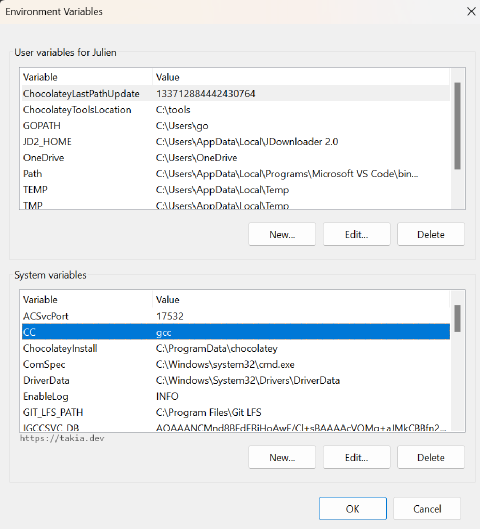 Environment Variables
User variables for Julien
Variable Value
ChocolateyLastPathUpdate 133712884442430764
ChocolateyToolsLocation C:\tools
GOPATH C:\Users\go
JD2_HOME C:\Users\AppData\Local\JDownloader 2.0
OneDrive C:\Users\OneDrive
Path C:\Users\AppData\Local\Programs\Microsoft VS Code\bin...
TEMP C:\Users\AppData\Local\Temp
TMP C:\Users\AppData\Local\Temp
New... Edit... Delete
System variables
Variable Value
ACSvcPort 17532
CC gcc
ChocolateyInstall C:\ProgramData\chocolatey
ComSpec C:\Windows\system32\cmd.exe
DriverData C:\Windows\System32\Drivers\DriverData
EnableLog INFO
GIT_LFS_PATH C:\Program Files\Git LFS
IGCCSVC_DB
https://takia.dev
New... Edit... Delete
OK Cancel